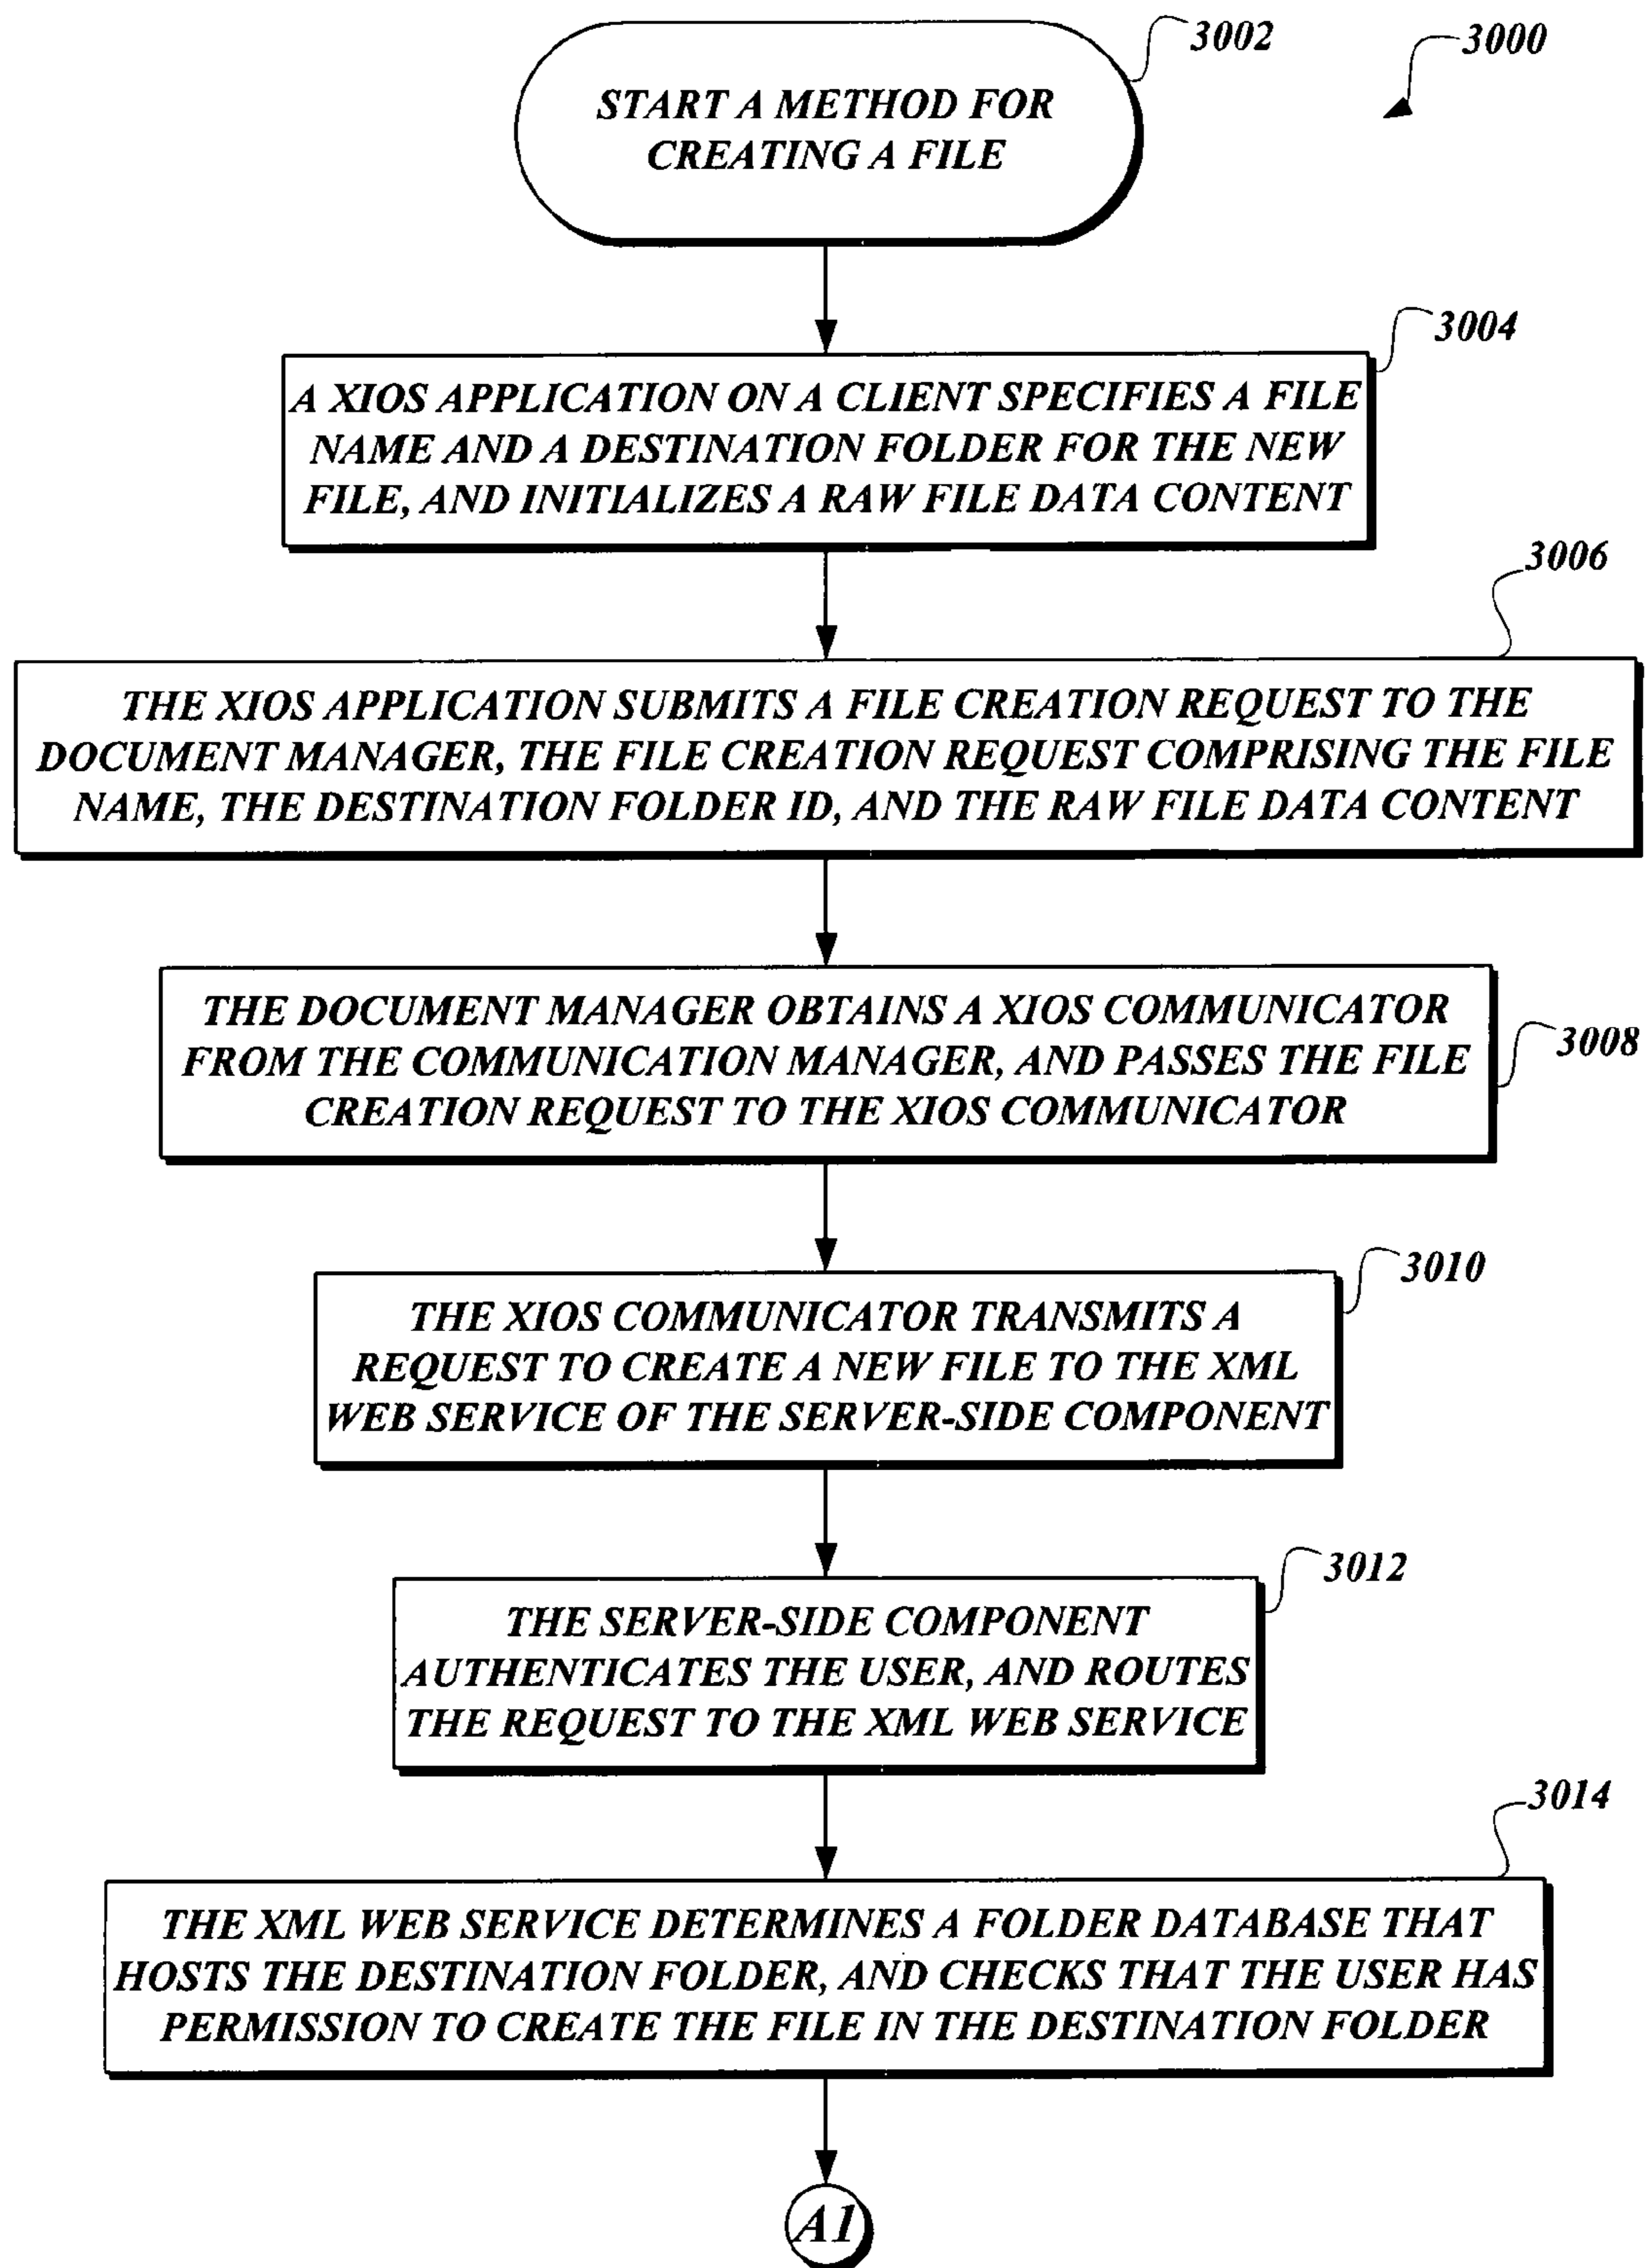 3002
3000
START A METHOD FOR
CREATING A FILE
3004
A XIOS APPLICATION ON A CLIENT SPECIFIES A FILE
NAME AND A DESTINATION FOLDER FOR THE NEW
FILE, AND INITIALIZES A RAW FILE DATA CONTENT
3006
THE XIOS APPLICATION SUBMITS A FILE CREATION REQUEST TO THE
DOCUMENT MANAGER, THE FILE CREATION REQUEST COMPRISING THE FILE
NAME, THE DESTINATION FOLDER ID, AND THE RAW FILE DATA CONTENT
THE DOCUMENT MANAGER OBTAINS A XIOS COMMUNICATOR
FROM THE COMMUNICATION MANAGER, AND PASSES THE FILE
CREATION REQUEST TO THE XIOS COMMUNICATOR
3008
3010
THE XIOS COMMUNICATOR TRANSMITS A
REQUEST TO CREATE A NEW FILE TO THE XML
WEB SERVICE OF THE SERVER-SIDE COMPONENT
3012
THE SERVER-SIDE COMPONENT
AUTHENTICATES THE USER, AND ROUTES
THE REQUEST TO THE XML WEB SERVICE
3014
THE XML WEB SERVICE DETERMINES A FOLDER DATABASE THAT
HOSTS THE DESTINATION FOLDER, AND CHECKS THAT THE USER HAS
PERMISSION TO CREATE THE FILE IN THE DESTINATION FOLDER
A1